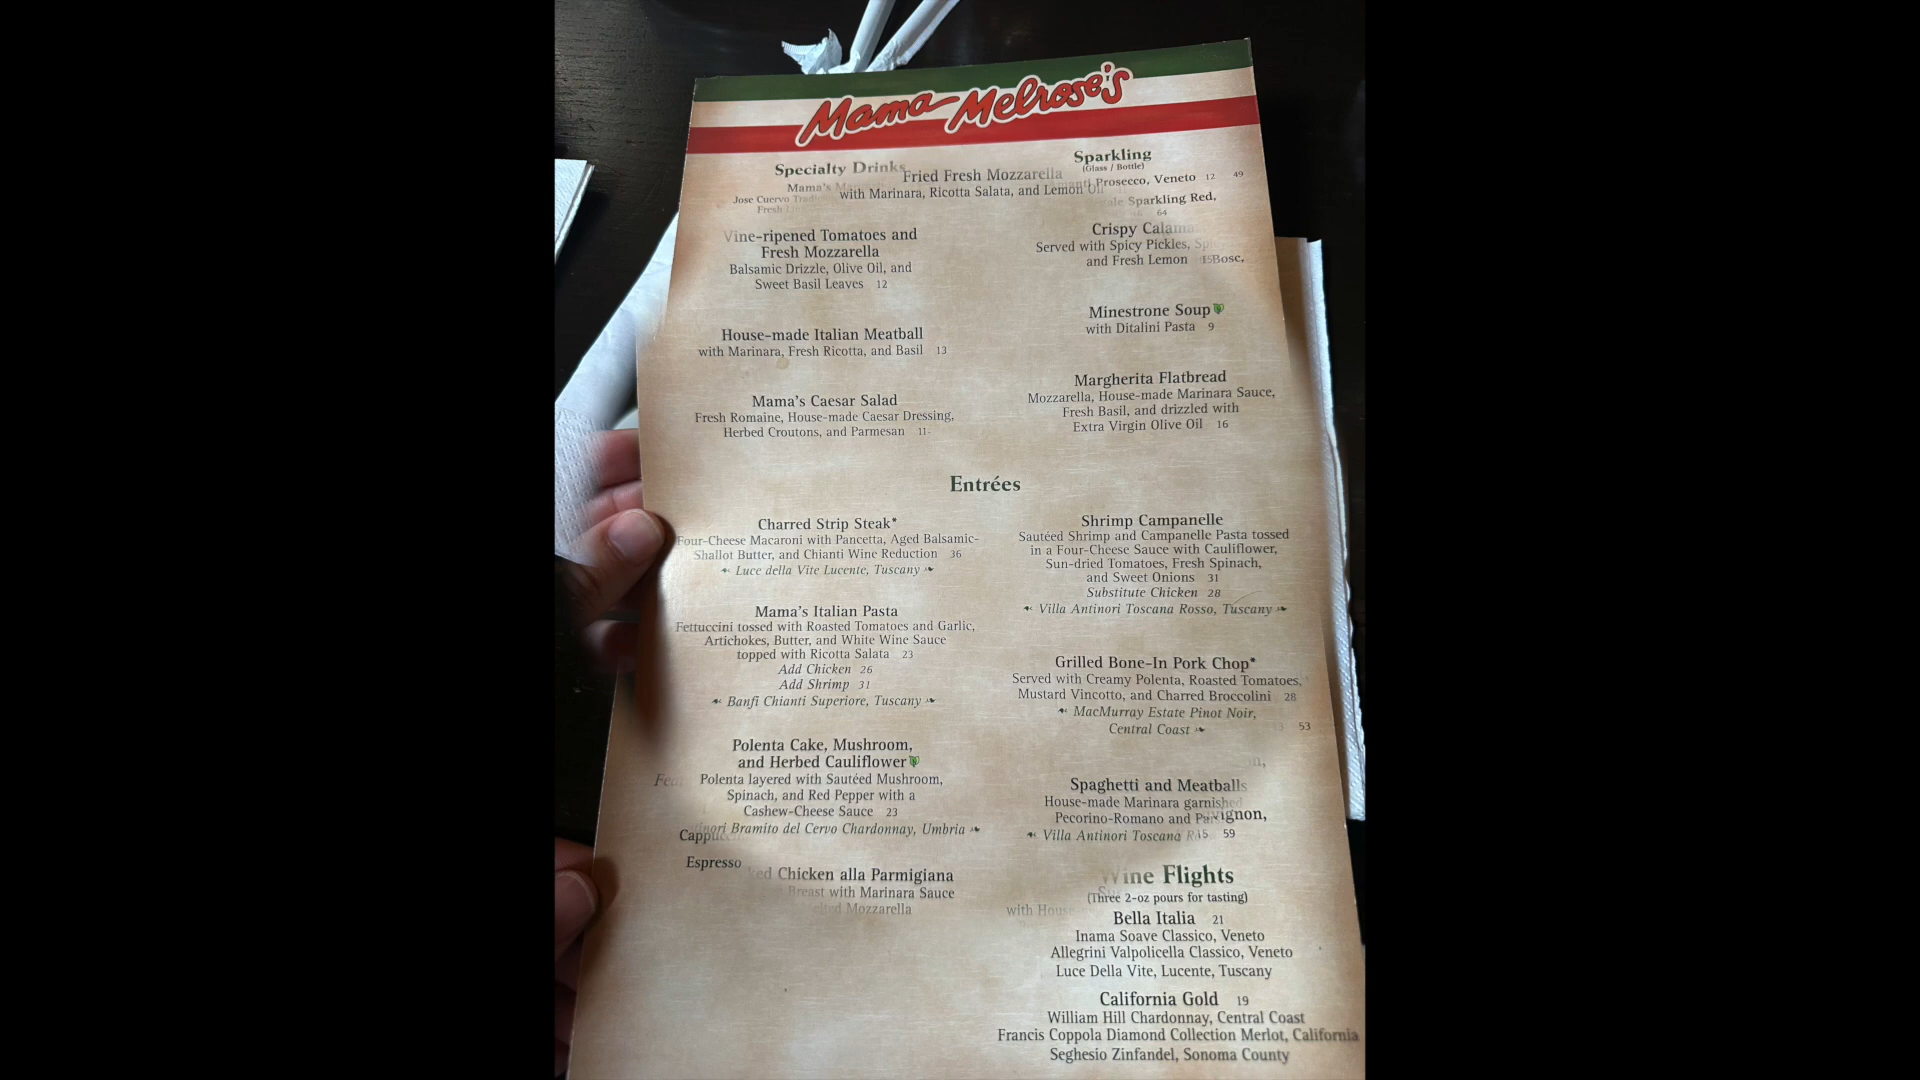 Mama Melrose's
Specialty Drinks
Mama's
Jose Cuervo
Fresh
Sparkling
(Glass / Bottle)
Prosecco, Veneto 12 49
Sparkling Red,
64
Fried Fresh Mozzarella
with Marinara, Ricotta Salata, and Lemon Oil
Vine-ripened Tomatoes and
Fresh Mozzarella
Balsamic Drizzle, Olive Oil, and
Sweet Basil Leaves 12
Crispy
Served with Spicy Pickles,
and Fresh Lemon 15
Bosc,
House-made Italian Meatball
with Marinara, Fresh Ricotta, and Basil 13
Minestrone Soup
with Ditalini Pasta 9
Mama's Caesar Salad
Fresh Romaine, House-made Caesar Dressing,
Herbed Croutons, and Parmesan 11
Margherita Flatbread
Mozzarella, House-made Marinara Sauce,
Fresh Basil, and drizzled with
Extra Virgin Olive Oil 16
Entrées
Charred Strip Steak*
Four-Cheese Macaroni with Pancetta, Aged Balsamic-
Shallot Butter, and Chianti Wine Reduction 36
Luce della Vite Lucente, Tuscany
Mama's Italian Pasta
Fettuccini tossed with Roasted Tomatoes and Garlic,
Artichokes, Butter, and White Wine Sauce
topped with Ricotta Salata 23
Add Chicken 26
Add Shrimp 31
Banfi Chianti Superiore, Tuscany
Polenta Cake, Mushroom,
and Herbed Cauliflower
Polenta layered with Sautéed Mushroom,
Spinach, and Red Pepper with a
Cashew-Cheese Sauce 23
Bramito del Cervo Chardonnay, Umbria
Espresso
Chicken alla Parmigiana
Breast with Marinara Sauce
Mozzarella
Shrimp Campanelle
Sautéed Shrimp and Campanelle Pasta tossed
in a Four-Cheese Sauce with Cauliflower,
Sun-dried Tomatoes, Fresh Spinach,
and Sweet Onions 31
Substitute Chicken 28
Villa Antinori Toscana Rosso, Tuscany
Grilled Bone-In Pork Chop*
Served with Creamy Polenta, Roasted Tomatoes,
Mustard Vincotto, and Charred Broccolini 28
MacMurray Estate Pinot Noir,
Central Coast
13 53
Spaghetti and Meatballs
House-made Marinara garnished
Pecorino-Romano and
Villa Antinori Toscana
15 59
Wine Flights
(Three 2-oz pours for tasting)
with
Bella Italia 21
Inama Soave Classico, Veneto
Allegrini Valpolicella Classico, Veneto
Luce Della Vite, Lucente, Tuscany
California Gold 19
William Hill Chardonnay, Central Coast
Francis Coppola Diamond Collection Merlot, California
Seghesio Zinfandel, Sonoma County